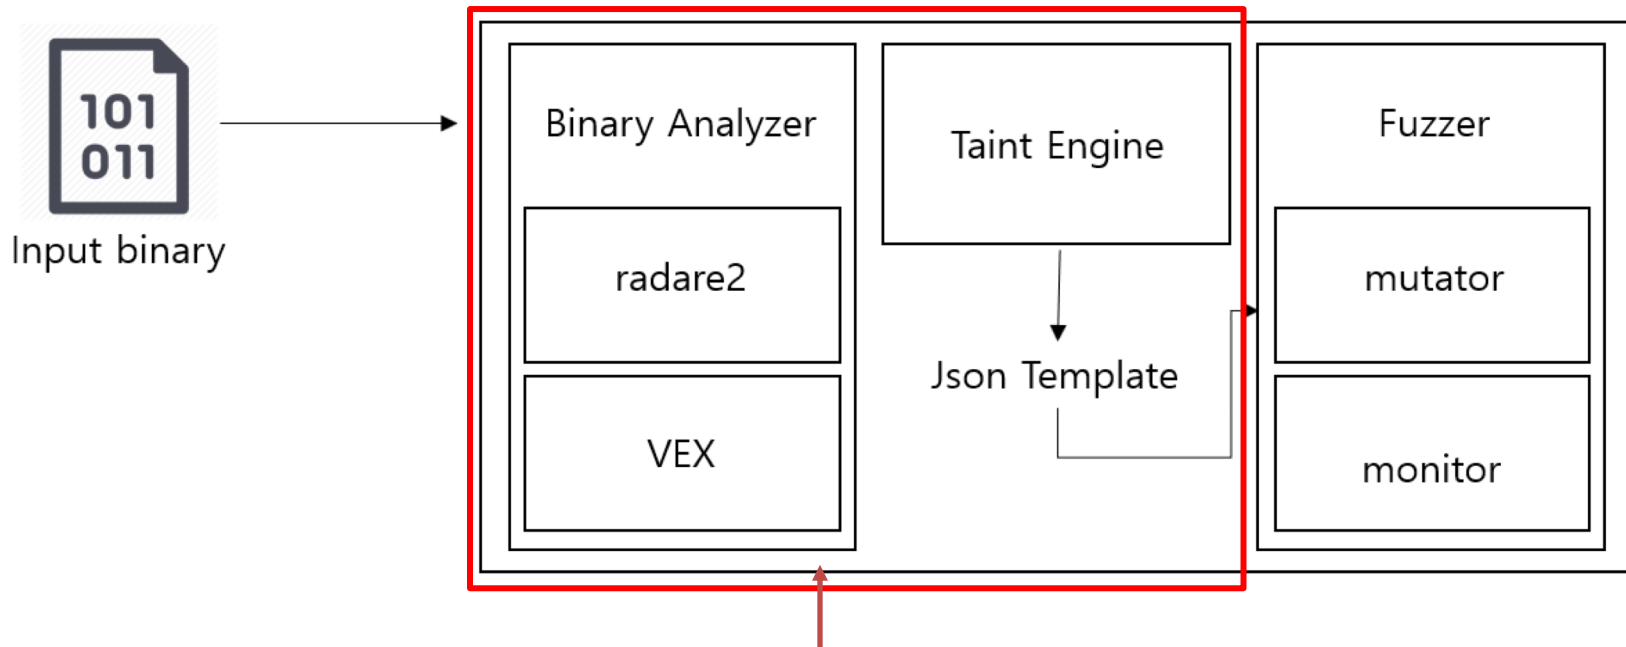 101
011
Input binary
Binary Analyzer
radare2
VEX
Taint Engine
Json Template
Fuzzer
mutator
monitor